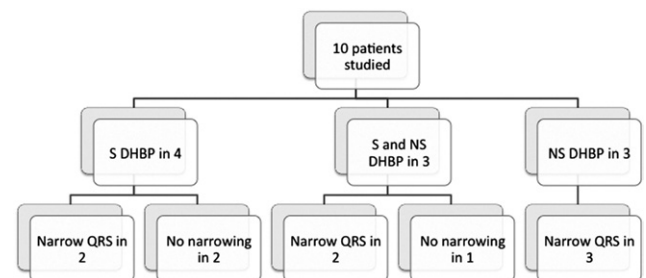 10 patients
studied
S DHBP in 4
S and NS
DHBP in 3
NS DHBP in 3
Narrow QRS in
2
No narrowing
in 2
Narrow QRS in
2
No narrowing
in 1
Narrow QRS in
3